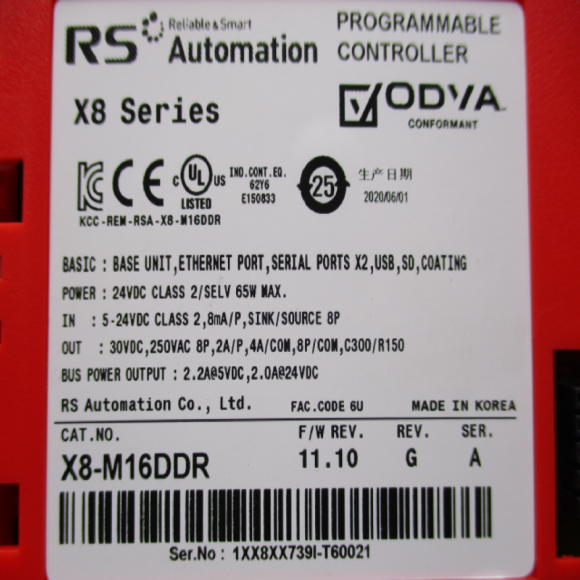 RS Reliable & Smart Automation
PROGRAMMABLE CONTROLLER
X8 Series
ODVA
CONFORMANT
KC CE c UL US LISTED
IND.CONT.EQ.
62Y6
E150833
25
生产日期
2020/06/01
KCC-REM-RSA-X8-M16DDR
BASIC : BASE UNIT,ETHERNET PORT,SERIAL PORTS X2,USB,SD,COATING
POWER : 24VDC CLASS 2/SELV 65W MAX.
IN : 5-24VDC CLASS 2,8mA/P,SINK/SOURCE 8P
OUT : 30VDC,250VAC 8P,2A/P,4A/COM,8P/COM,C300/R150
BUS POWER OUTPUT : 2.2A@5VDC,2.0A@24VDC
RS Automation Co., Ltd. FAC.CODE 6U MADE IN KOREA
CAT.NO. F/W REV. REV. SER.
X8-M16DDR 11.10 G A
Ser.No : 1XX8XX739I-T60021